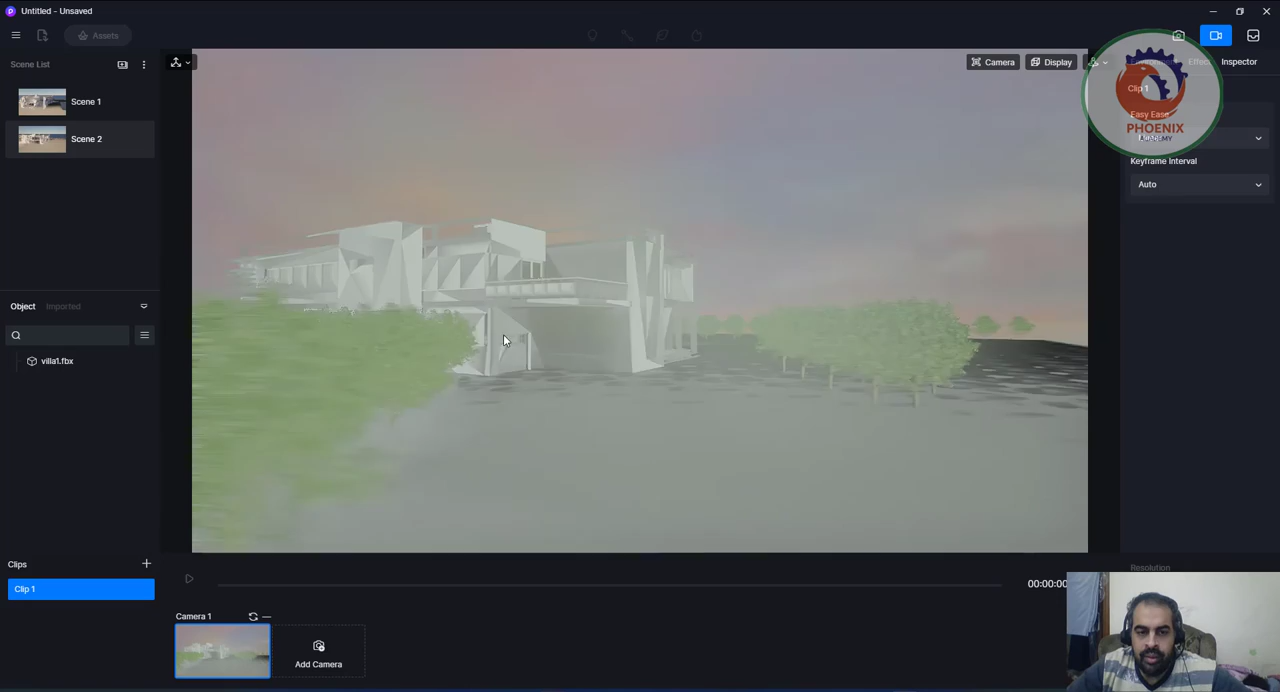 Untitled - Unsaved
Assets
Scene List
Scene 1
Scene 2
Camera
Display
Inspector
Clip 1
Easy Ease
PHOENIX
Keyframe Interval
Auto
Object
Imported
villa1.fbx
Clips
Clip 1
00:00:00
Resolution
Camera 1
Add Camera